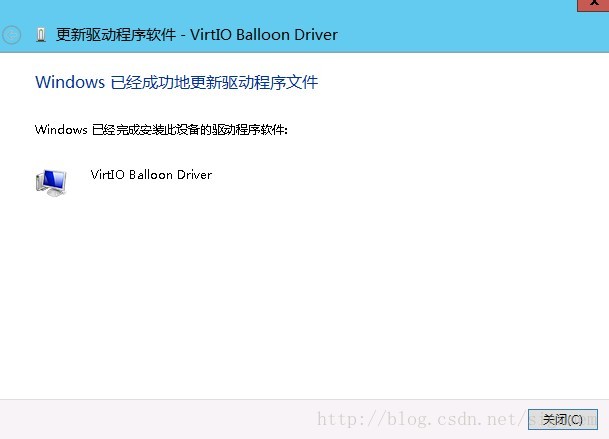 更新驱动程序软件 - VirtIO Balloon Driver
Windows 已经成功地更新驱动程序文件
Windows 已经完成安装此设备的驱动程序软件:
VirtIO Balloon Driver
关闭(C)
http://blog.csdn.net/